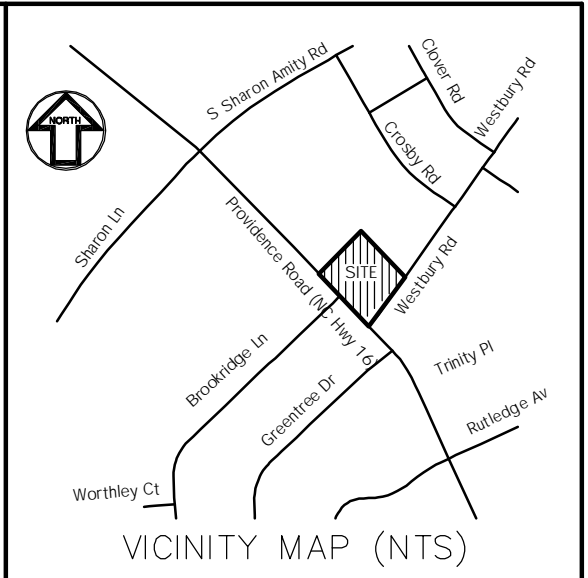 NORTH
S Sharon Amity Rd
Clover Rd
Westbury Rd
Crosby Rd
Sharon Ln
Providence Road (NC Hwy 16)
SITE
Westbury Rd
Brookridge Ln
Greentree Dr
Trinity Pl
Rutledge Av
Worthley Ct
VICINITY MAP (NTS)